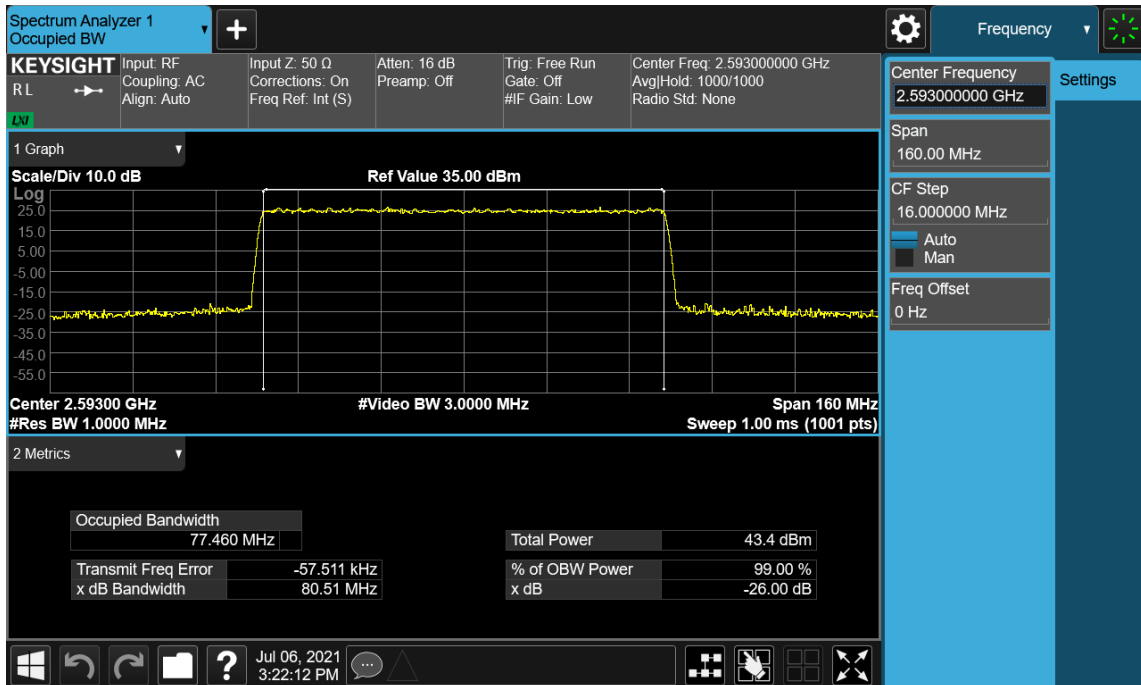 Spectrum Analyzer 1
Occupied BW
Frequency
KEYSIGHT
R L
LXI
Input: RF
Coupling: AC
Align: Auto
Input Z: 50 Ω
Corrections: On
Freq Ref: Int (S)
Atten: 16 dB
Preamp: Off
Trig: Free Run
Gate: Off
#IF Gain: Low
Center Freq: 2.593000000 GHz
Avg|Hold: 1000/1000
Radio Std: None
Center Frequency
2.593000000 GHz
Span
160.00 MHz
CF Step
16.000000 MHz
Auto
Man
Freq Offset
0 Hz
Settings
1 Graph
Scale/Div 10.0 dB
Ref Value 35.00 dBm
Log
25.0
15.0
5.00
-5.00
-15.0
-25.0
-35.0
-45.0
-55.0
Center 2.59300 GHz
#Video BW 3.0000 MHz
Span 160 MHz
#Res BW 1.0000 MHz
Sweep 1.00 ms (1001 pts)
2 Metrics
Occupied Bandwidth
77.460 MHz
Total Power 43.4 dBm
Transmit Freq Error -57.511 kHz
% of OBW Power 99.00 %
x dB Bandwidth 80.51 MHz
x dB -26.00 dB
?
Jul 06, 2021
3:22:12 PM